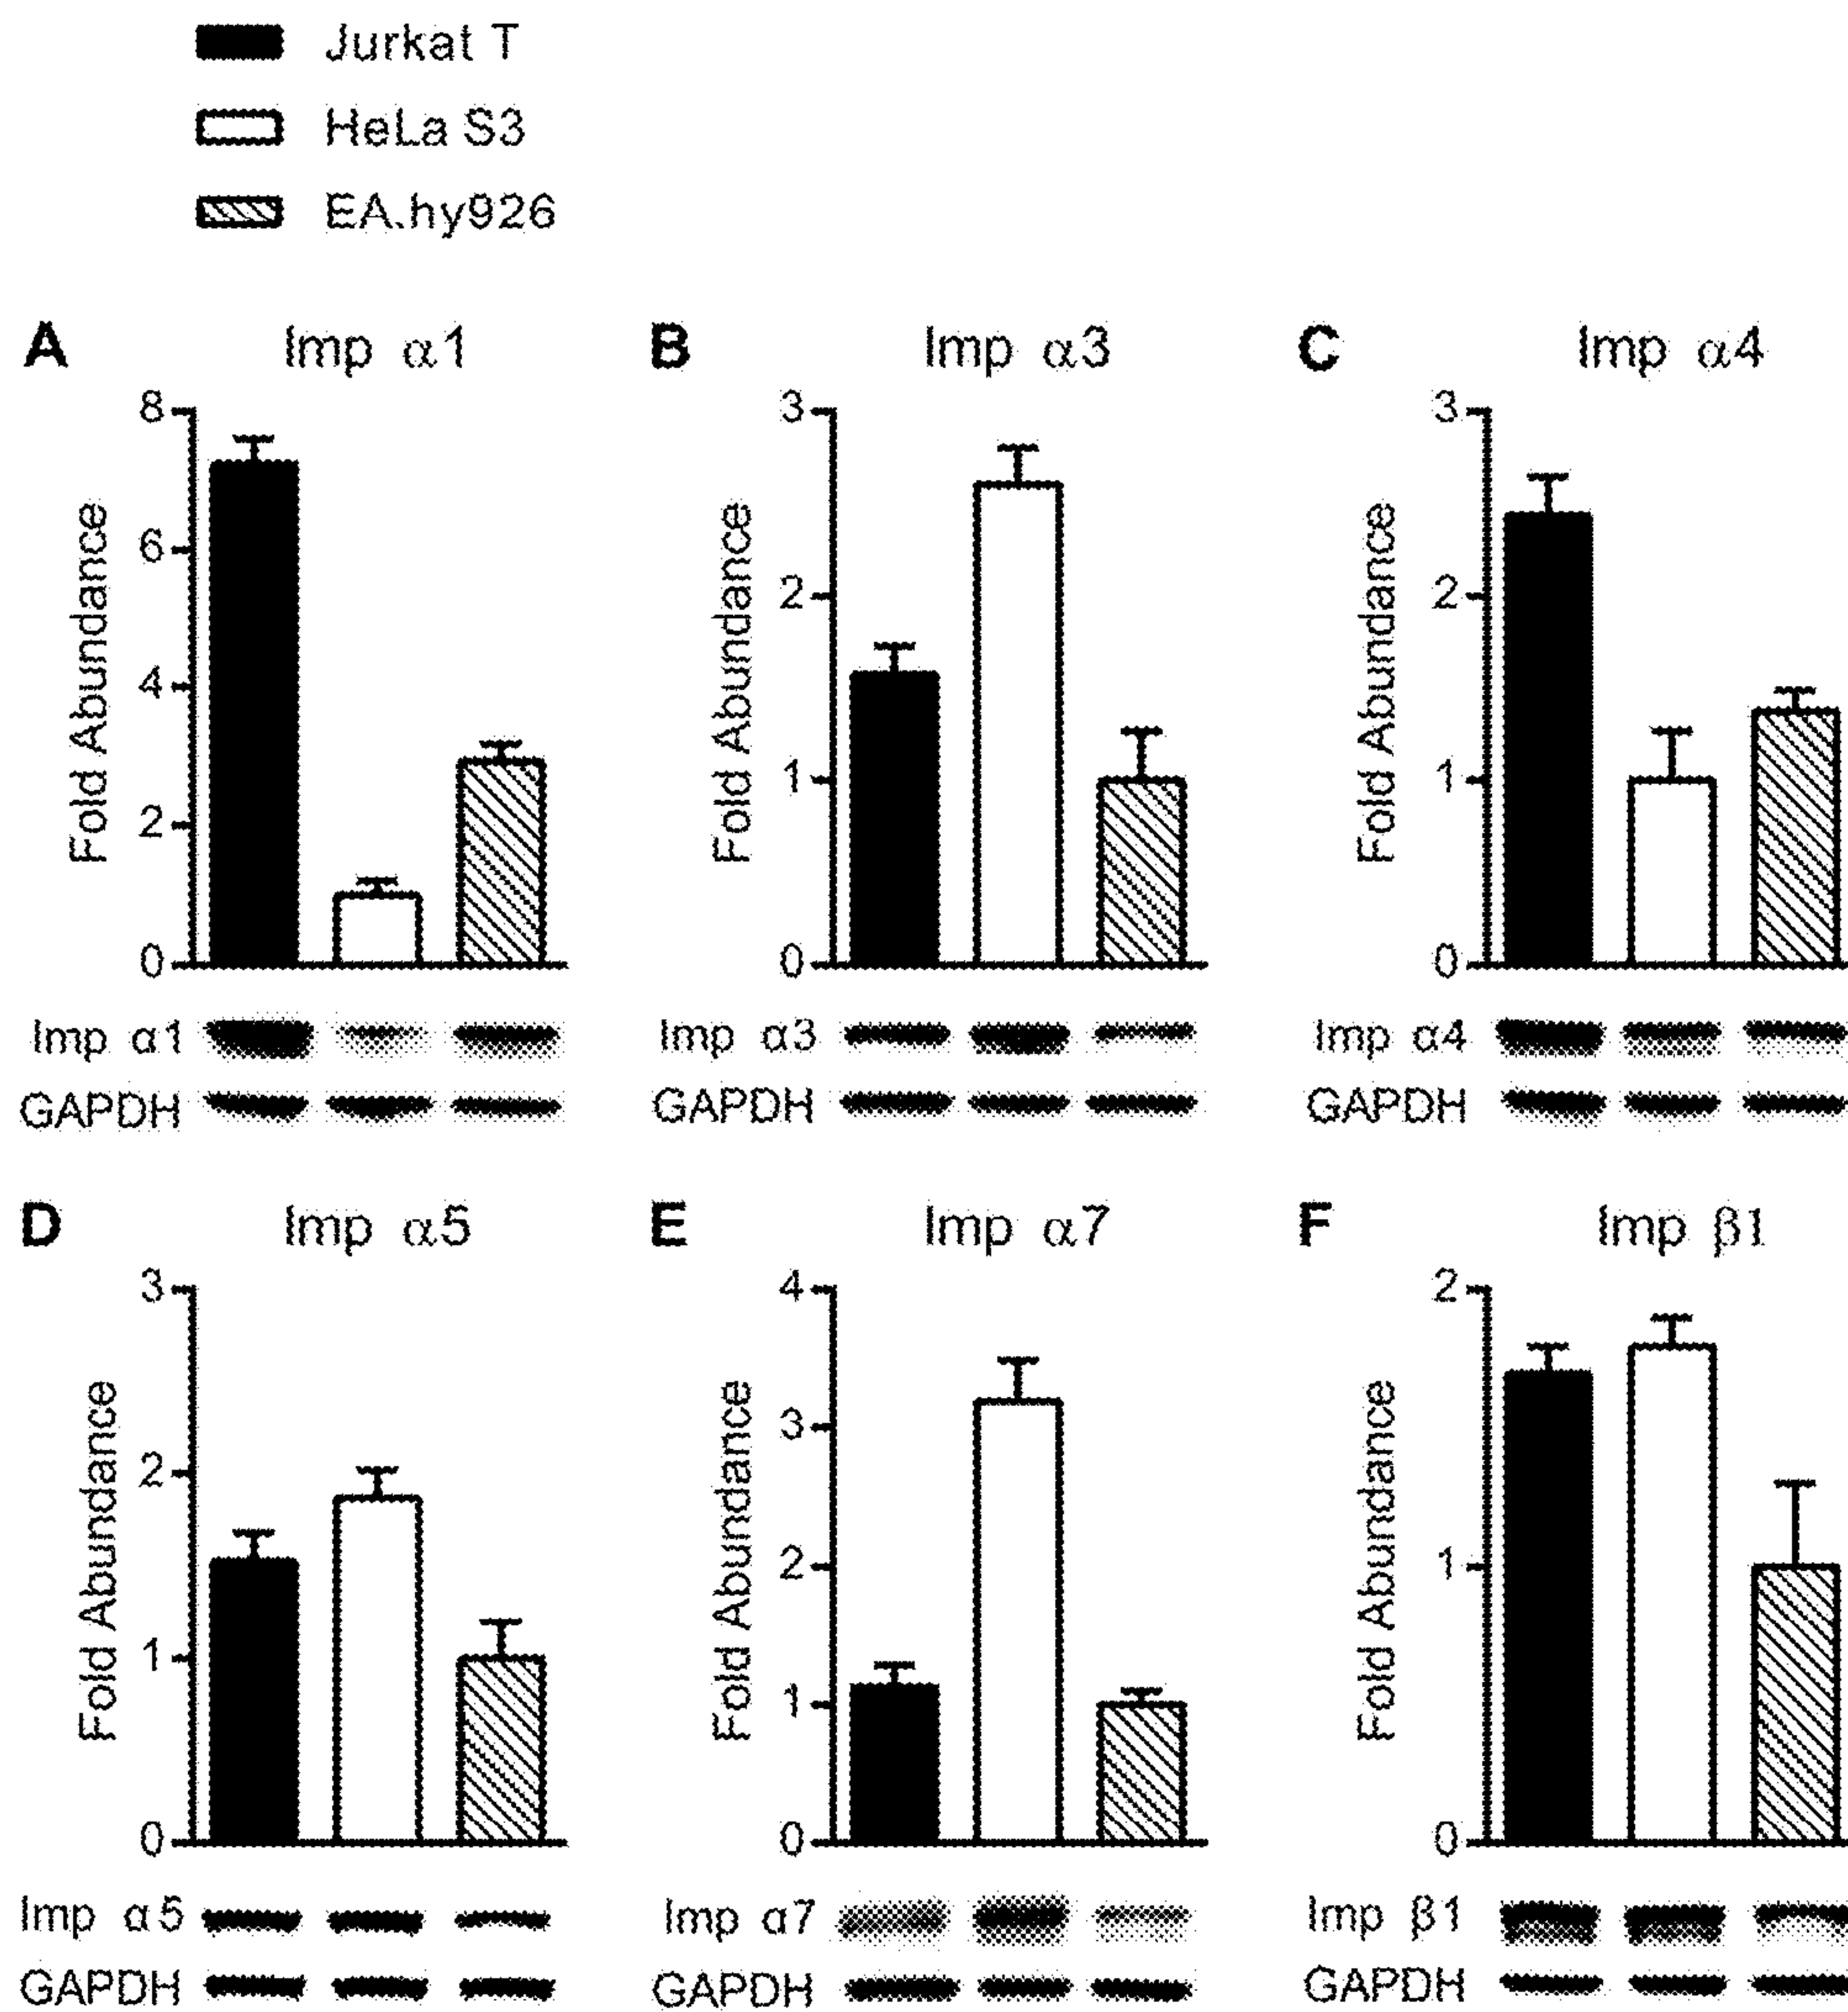 Jurkat T
HeLa S3
EA.hy926
A Imp α1
8
6
4
2
0
Fold Abundance
Imp α1
GAPDH
B Imp α3
3
2
1
0
Fold Abundance
Imp α3
GAPDH
C Imp α4
3
2
1
0
Fold Abundance
Imp α4
GAPDH
D Imp α5
3
2
1
0
Fold Abundance
Imp α5
GAPDH
E Imp α7
4
3
2
1
0
Fold Abundance
Imp α7
GAPDH
F Imp β1
2
1
0
Fold Abundance
Imp β1
GAPDH